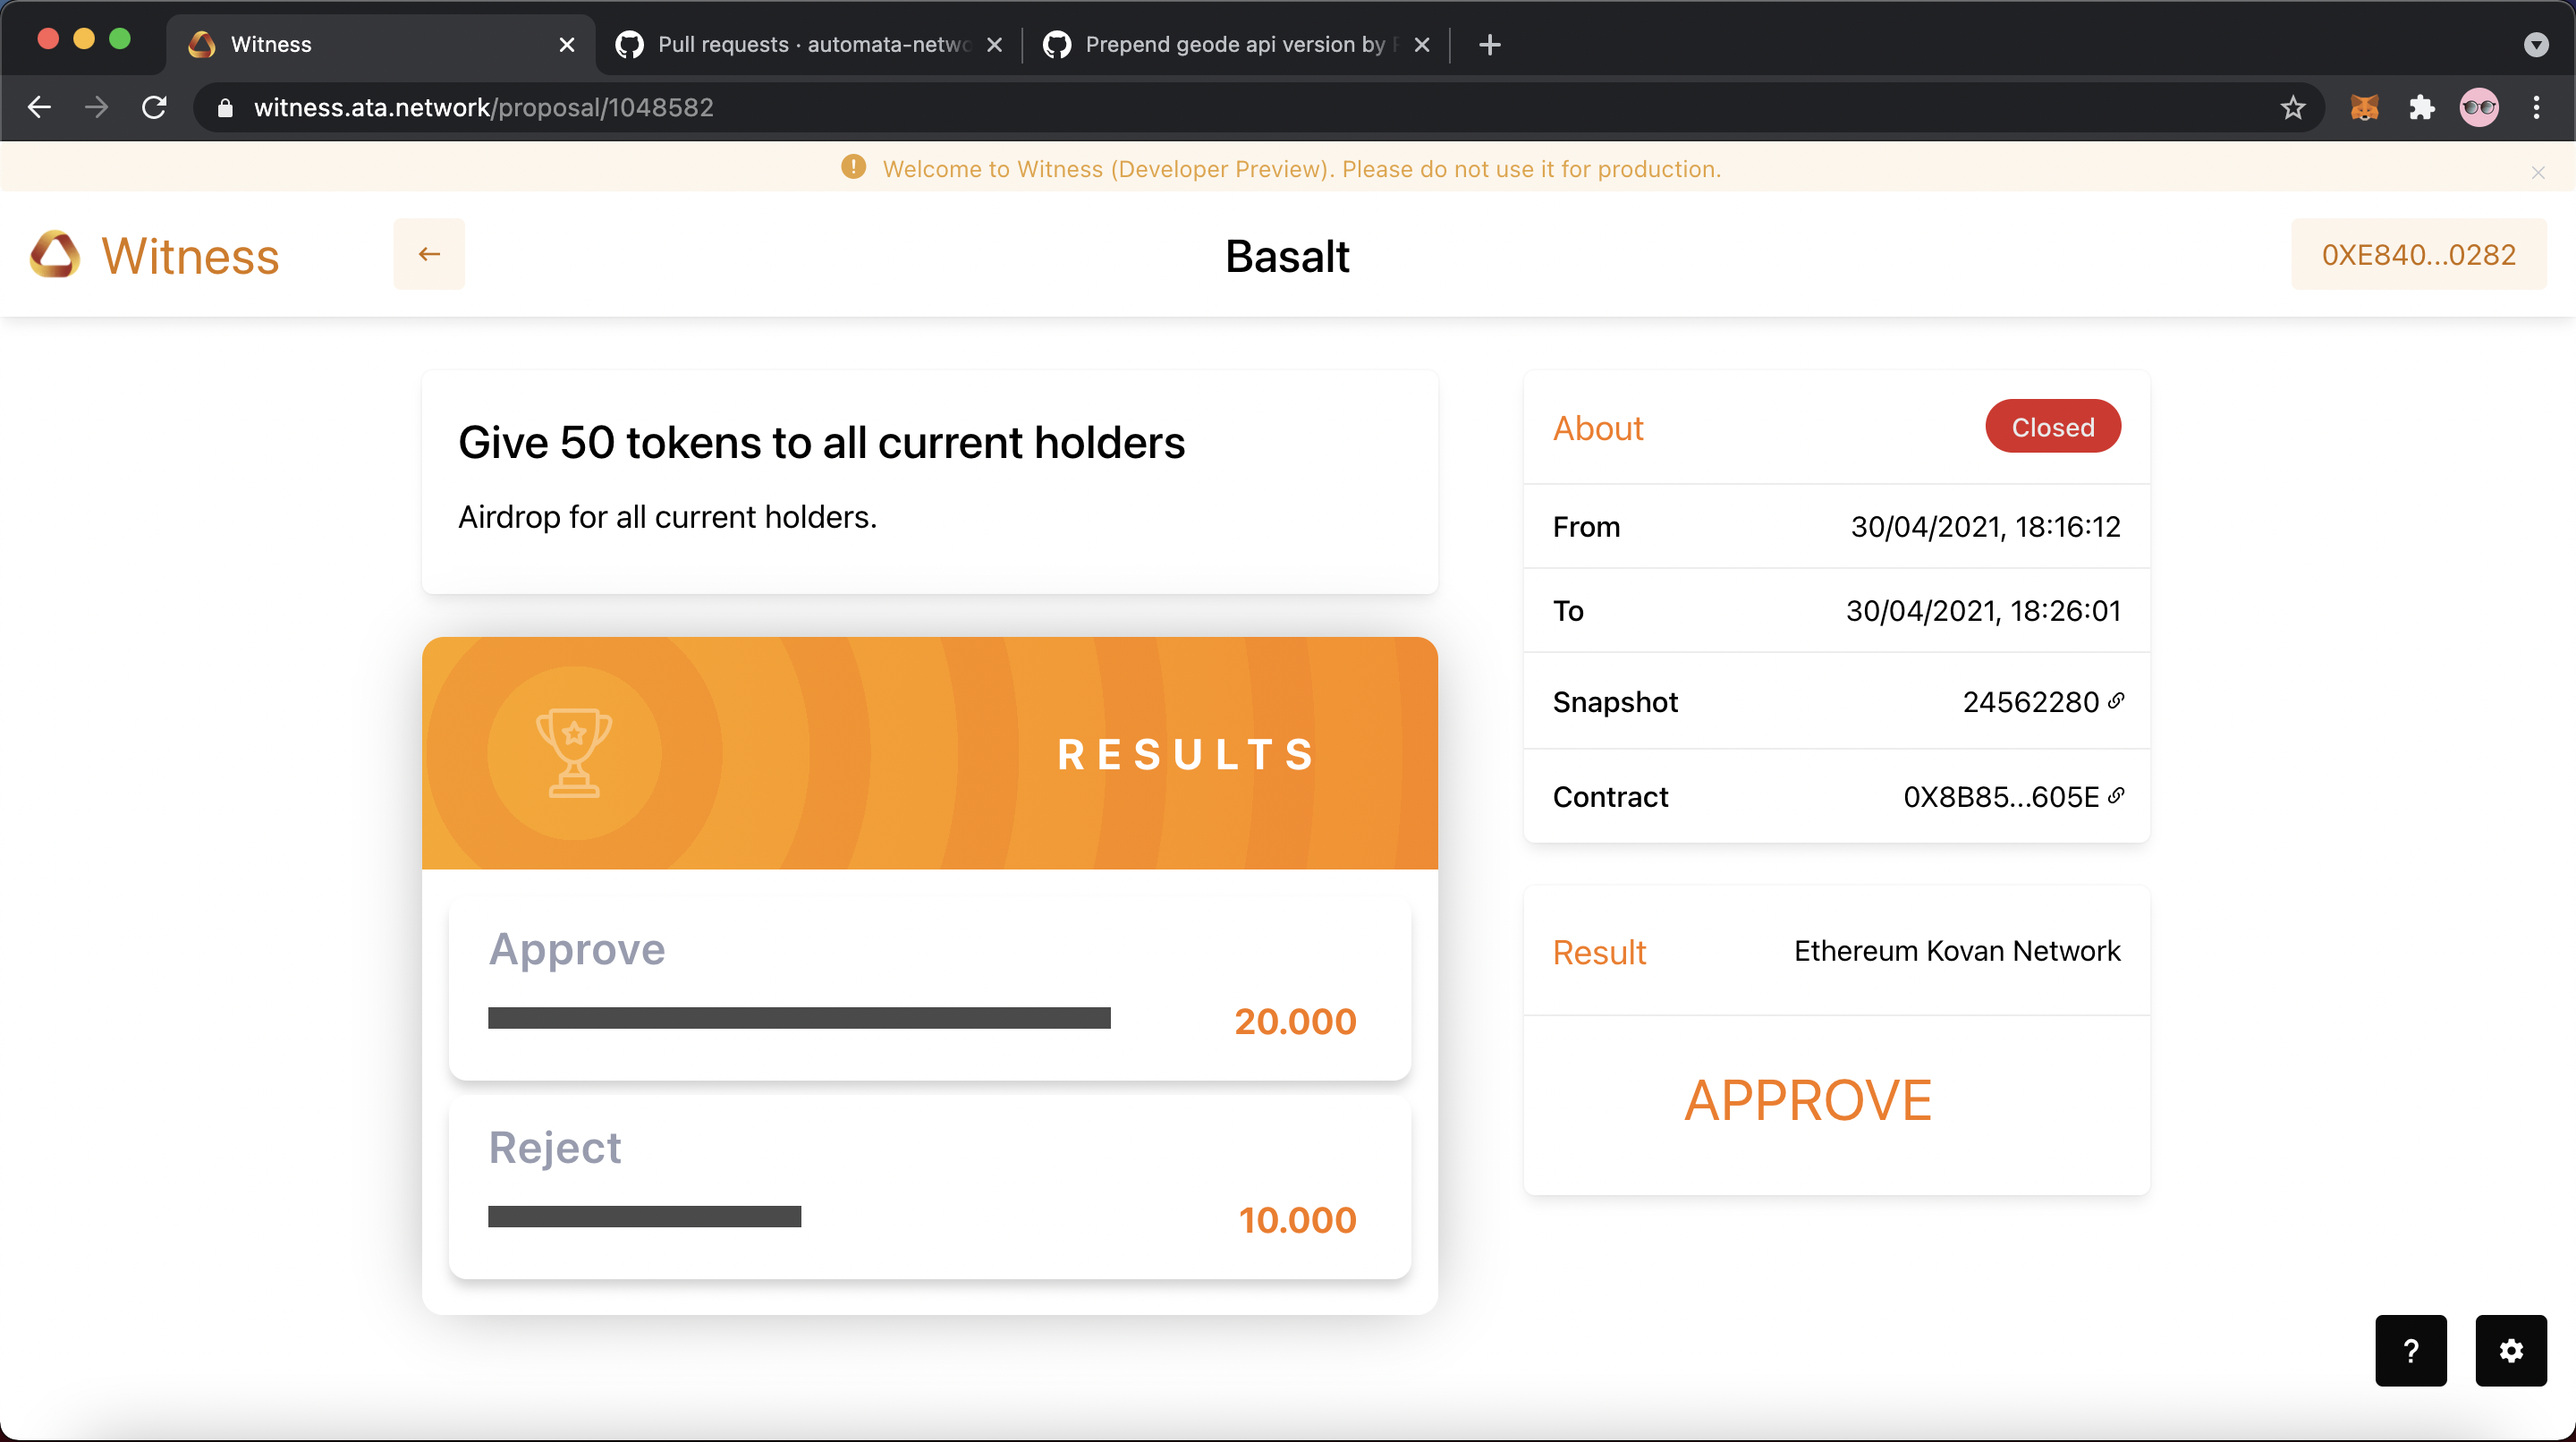 Witness
Pull requests · automata-netwo
Prepend geode api version by
witness.ata.network/proposal/1048582
Welcome to Witness (Developer Preview). Please do not use it for production.
Witness
Basalt
0XE840...0282
Give 50 tokens to all current holders
Airdrop for all current holders.
RESULTS
Approve
20.000
Reject
10.000
About
Closed
From
30/04/2021, 18:16:12
To
30/04/2021, 18:26:01
Snapshot
24562280
Contract
0X8B85...605E
Result
Ethereum Kovan Network
APPROVE
?